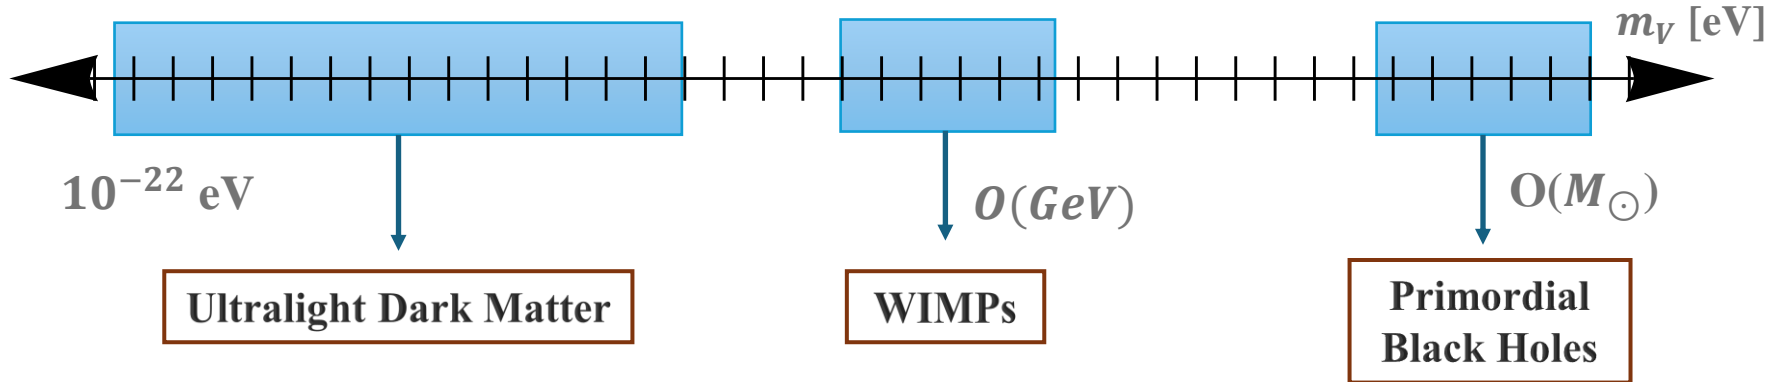 m_V [eV]
10^{-22} eV
O(GeV)
O(M_⊙)
Ultralight Dark Matter
WIMPs
Primordial
Black Holes